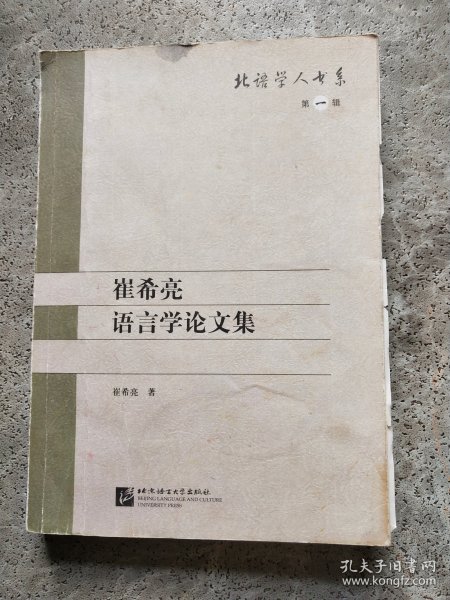 北语学人书系
第一辑
崔希亮
语言学论文集
崔希亮 著
北京语言大学出版社
BEIJING LANGUAGE AND CULTURE
UNIVERSITY PRESS
孔夫子旧书网
www.kongfz.com